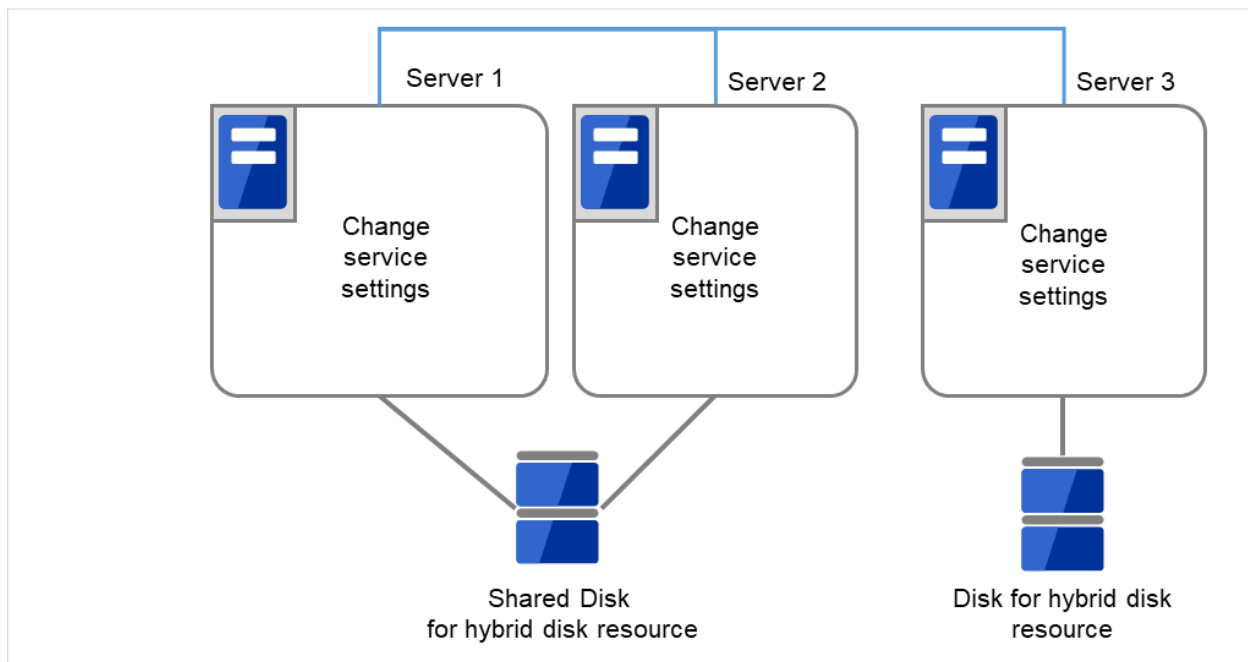 Server 1
Server 2
Server 3
Change
service
settings
Change
service
settings
Change
service
settings
Shared Disk
for hybrid disk resource
Disk for hybrid disk
resource